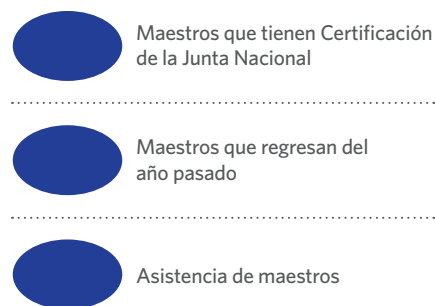 Maestros que tienen Certificación
de la Junta Nacional
Maestros que regresan del
año pasado
Asistencia de maestros